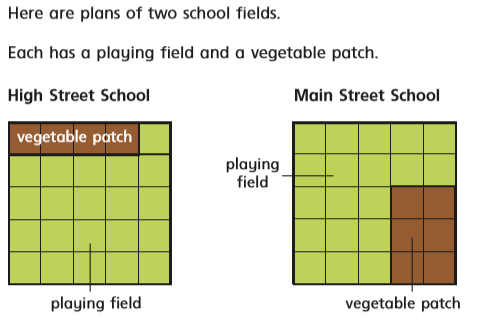 Here are plans of two school fields.
Each has a playing field and a vegetable patch.
High Street School
Main Street School
vegetable patch
playing
field
playing field
vegetable patch